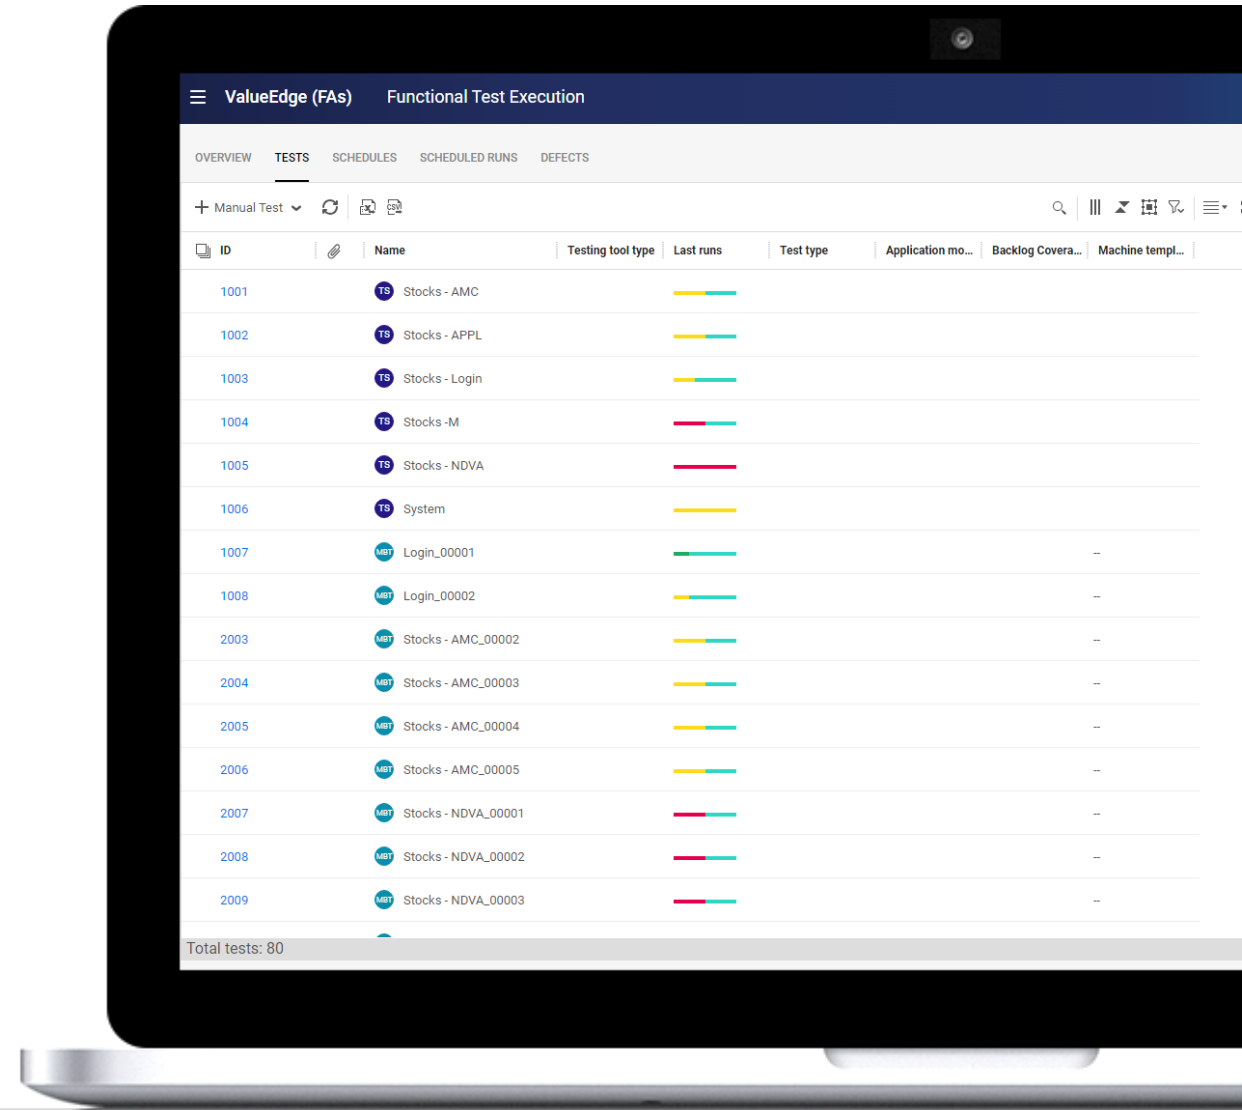 ValueEdge (FAs) Functional Test Execution
OVERVIEW TESTS SCHEDULES SCHEDULED RUNS DEFECTS
Manual Test CSV
ID Name Testing tool type Last runs Test type Application mo... Backlog Covera... Machine templ...
1001 TS Stocks - AMC
1002 TS Stocks - APPL
1003 TS Stocks - Login
1004 TS Stocks -M
1005 TS Stocks - NDVA
1006 TS System
1007 MBT Login_00001 --
1008 MBT Login_00002 --
2003 MBT Stocks - AMC_00002 --
2004 MBT Stocks - AMC_00003 --
2005 MBT Stocks - AMC_00004 --
2006 MBT Stocks - AMC_00005 --
2007 MBT Stocks - NDVA_00001 --
2008 MBT Stocks - NDVA_00002 --
2009 MBT Stocks - NDVA_00003 --
Total tests: 80